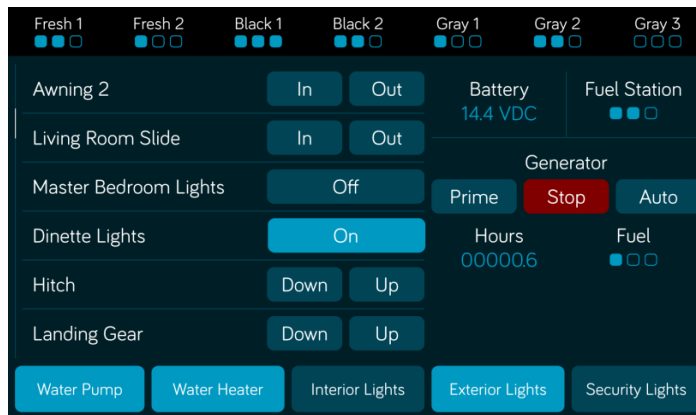 Fresh 1 Fresh 2 Black 1 Black 2 Gray 1 Gray 2 Gray 3
Awning 2 In Out
Living Room Slide In Out
Master Bedroom Lights Off
Dinette Lights On
Hitch Down Up
Landing Gear Down Up
Battery Fuel Station
14.4 VDC
Generator
Prime Stop Auto
Hours Fuel
00000.6
Water Pump Water Heater Interior Lights Exterior Lights Security Lights